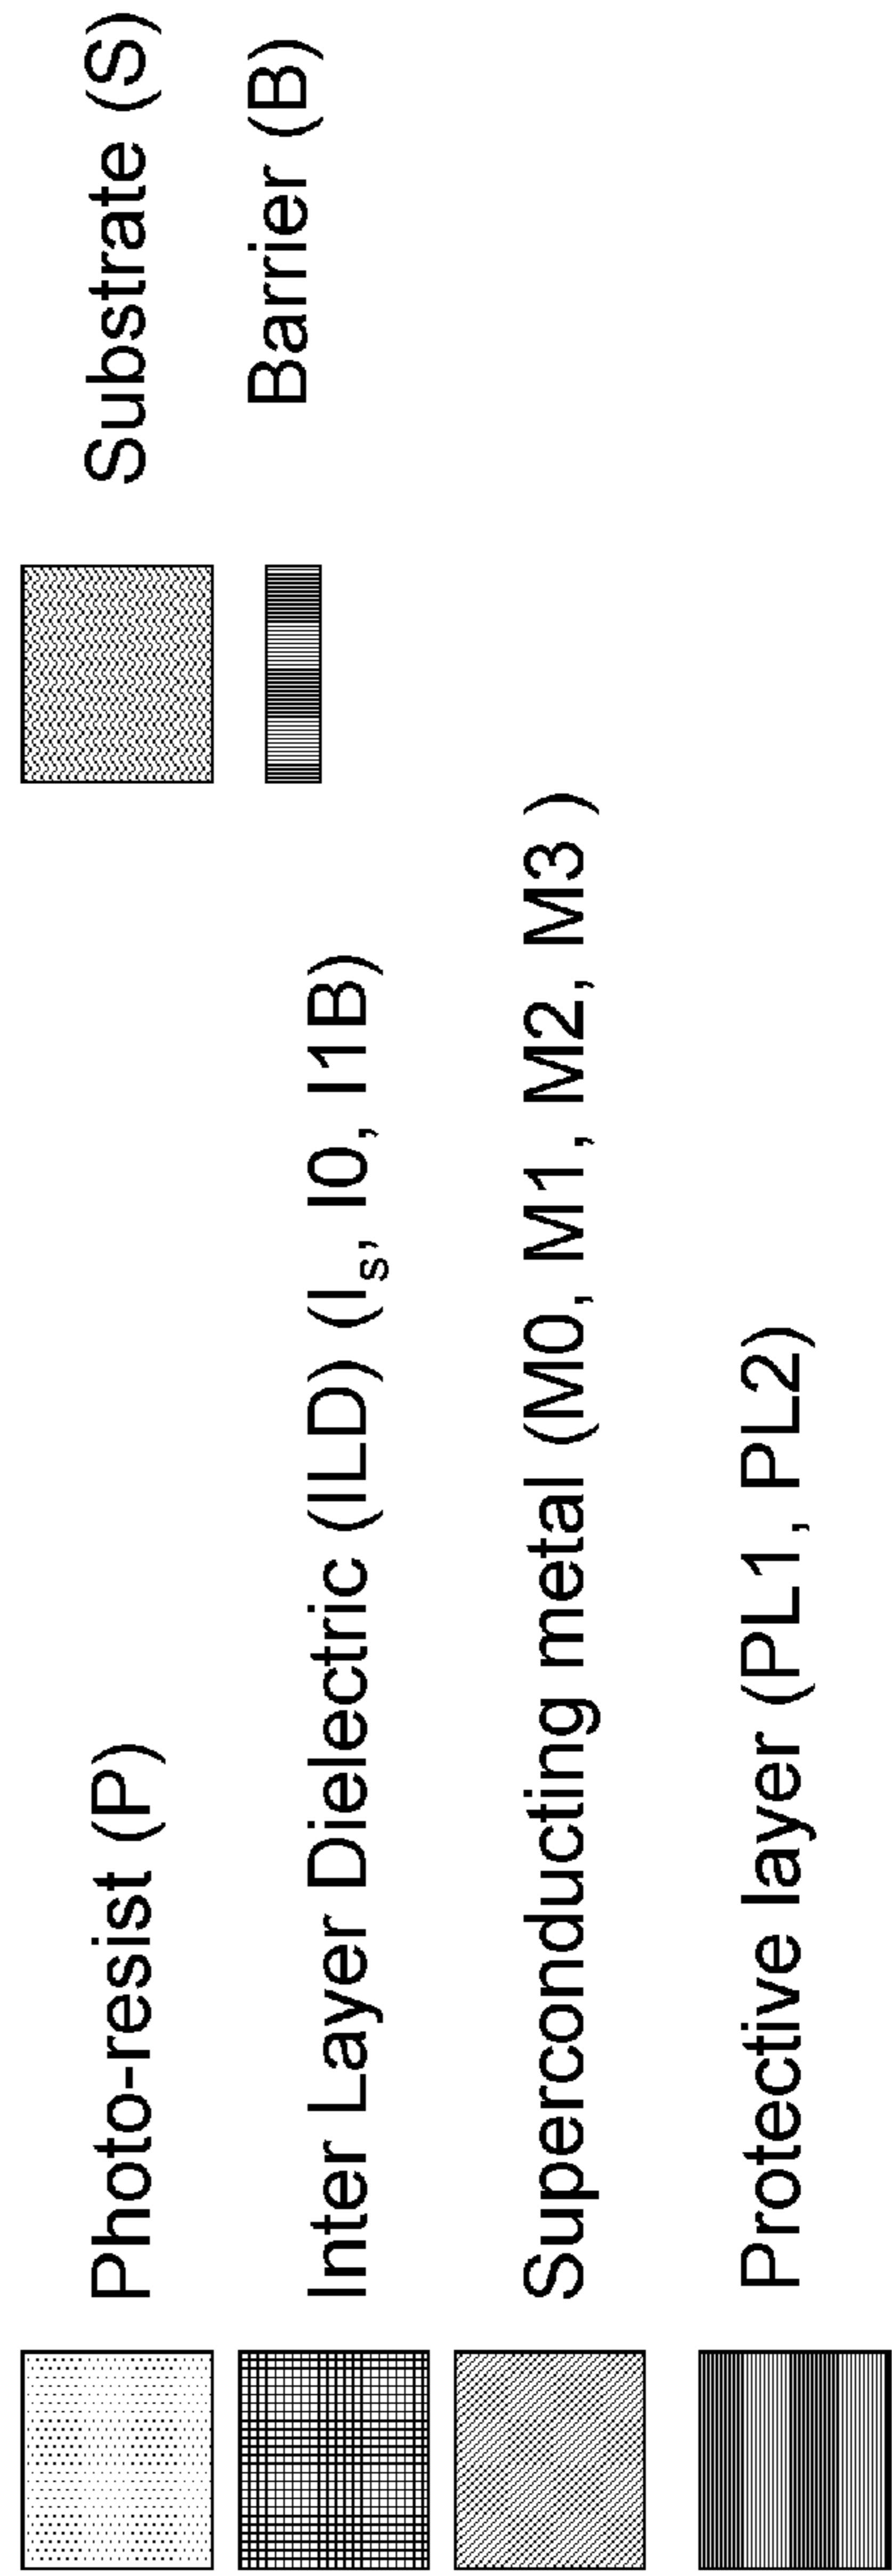 Photo-resist (P)
Inter Layer Dielectric (ILD) (Is, I0, I1B)
Superconducting metal (M0, M1, M2, M3 )
Protective layer (PL1, PL2)
Substrate (S)
Barrier (B)